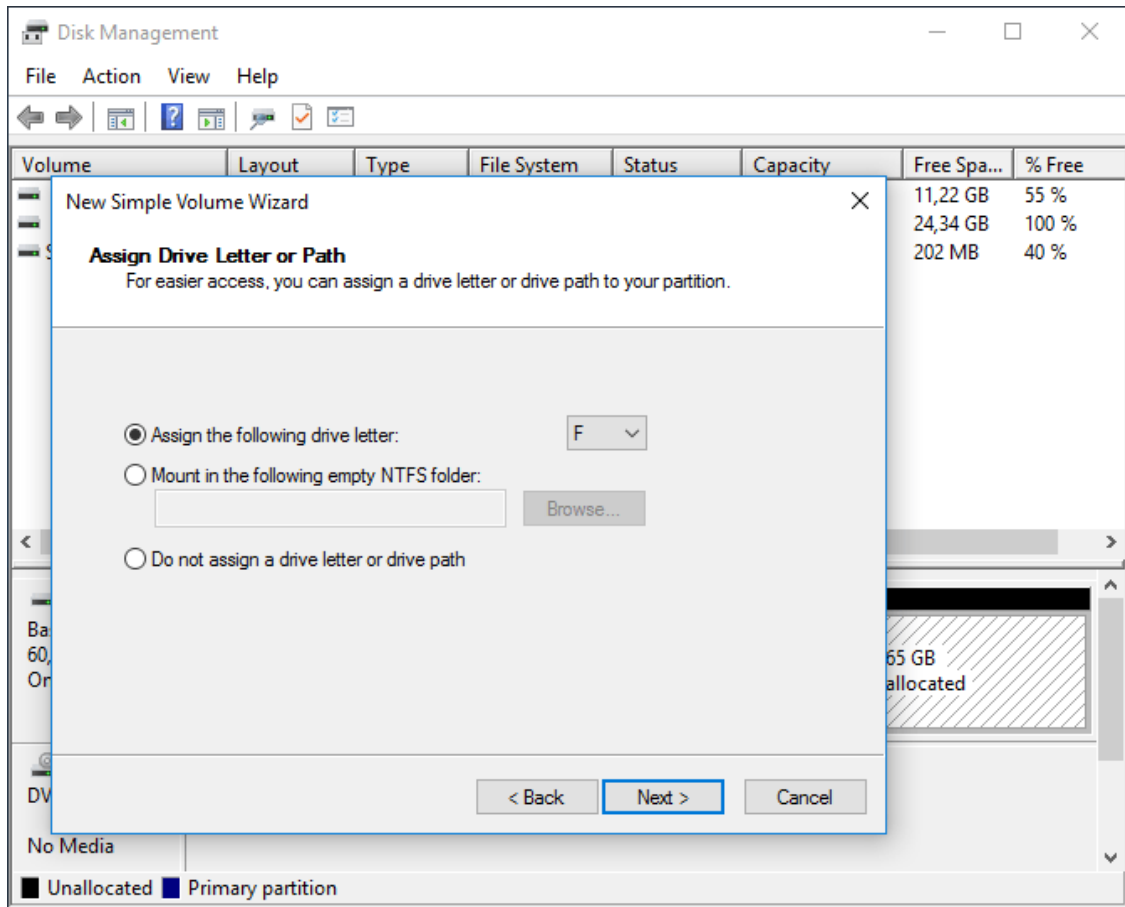 Disk Management
File Action View Help
Volume Layout Type File System Status Capacity Free Spa... % Free
11,22 GB 55 %
24,34 GB 100 %
202 MB 40 %
New Simple Volume Wizard
Assign Drive Letter or Path
For easier access, you can assign a drive letter or drive path to your partition.
Assign the following drive letter: F
Mount in the following empty NTFS folder:
Browse...
Do not assign a drive letter or drive path
Ba
60,
65 GB
allocated
< Back Next > Cancel
DV
No Media
Unallocated Primary partition